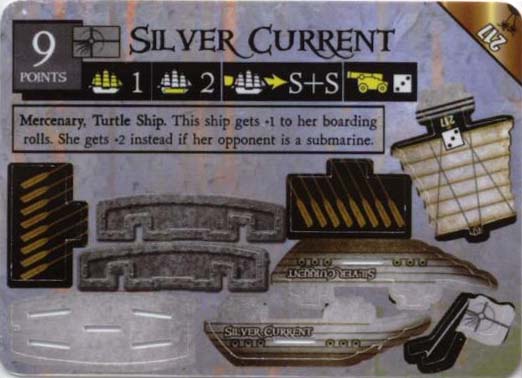 9
POINTS
SILVER CURRENT
217
1 2 S+S
Mercenary, Turtle Ship. This ship gets +1 to her boarding
rolls. She gets +2 instead if her opponent is a submarine.
217
SILVER CURRENT
SILVER CURRENT